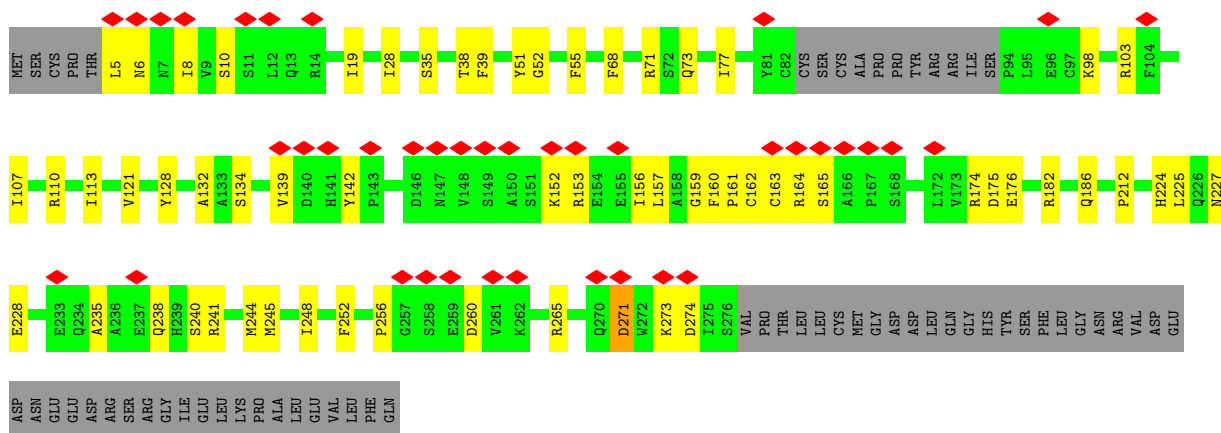 MET SER CYS PRO THR L5 N6 N7 I8 V9 S10 S11 L12 Q13 R14 I19 I28 S35 T38 F39 Y51 G52 F55 F68 R71 S72 Q73 I77 Y81 C82 CYS SER CYS ALA PRO PRO TYR ARG ARG ILE SER P94 L95 E96 C97 K98 R103 F104
I107 R110 I113 V121 Y128 A132 A133 S134 V139 D140 H141 Y142 P143 D146 N147 V148 S149 A150 S151 K152 R153 E154 E155 I156 L157 A158 G159 F160 P161 C162 C163 R164 S165 A166 P167 S168 L172 V173 R174 D175 E176 R182 Q186 P212 H224 L225 Q226 N227
E228 E233 Q234 A235 A236 E237 Q238 H239 S240 R241 M244 M245 I248 F252 P256 G257 S258 E259 D260 V261 K262 R265 Q270 D271 W272 K273 D274 I275 S276 VAL PRO THR LEU LEU CYS MET GLY ASP ASP LEU GLN GLY HIS TYR SER PHE LEU GLY ASN ARG VAL ASP GLU
ASP ASN GLU GLU ASP ARG SER ARG GLY ILE GLU LEU LYS PRO ALA LEU GLU VAL LEU PHE GLN